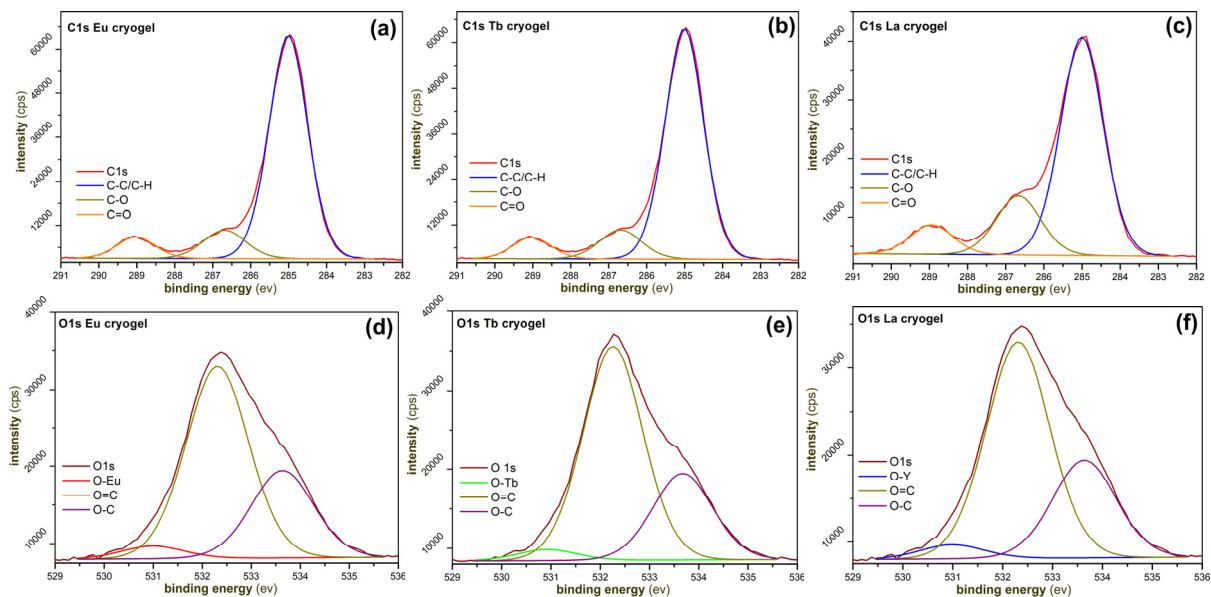 C1s Eu cryogel
(a)
intensity (cps)
60000
48000
36000
24000
12000
C1s
C-C/C-H
C-O
C=O
291 290 289 288 287 286 285 284 283 282
binding energy (ev)
C1s Tb cryogel
(b)
intensity (cps)
60000
48000
36000
24000
12000
C1s
C-C/C-H
C-O
C=O
291 290 289 288 287 286 285 284 283 282
binding energy (ev)
C1s La cryogel
(c)
intensity (cps)
40000
30000
20000
10000
C1s
C-C/C-H
C-O
C=O
291 290 289 288 287 286 285 284 283 282
binding energy (ev)
O1s Eu cryogel
(d)
intensity (cps)
40000
30000
20000
10000
O1s
O-Eu
O=C
O-C
529 530 531 532 533 534 535 536
binding energy (ev)
O1s Tb cryogel
(e)
intensity (cps)
40000
30000
20000
10000
O 1s
O-Tb
O=C
O-C
529 530 531 532 533 534 535 536
binding energy (ev)
O1s La cryogel
(f)
intensity (cps)
30000
20000
10000
O1s
O-Y
O=C
O-C
529 530 531 532 533 534 535 536
binding energy (ev)